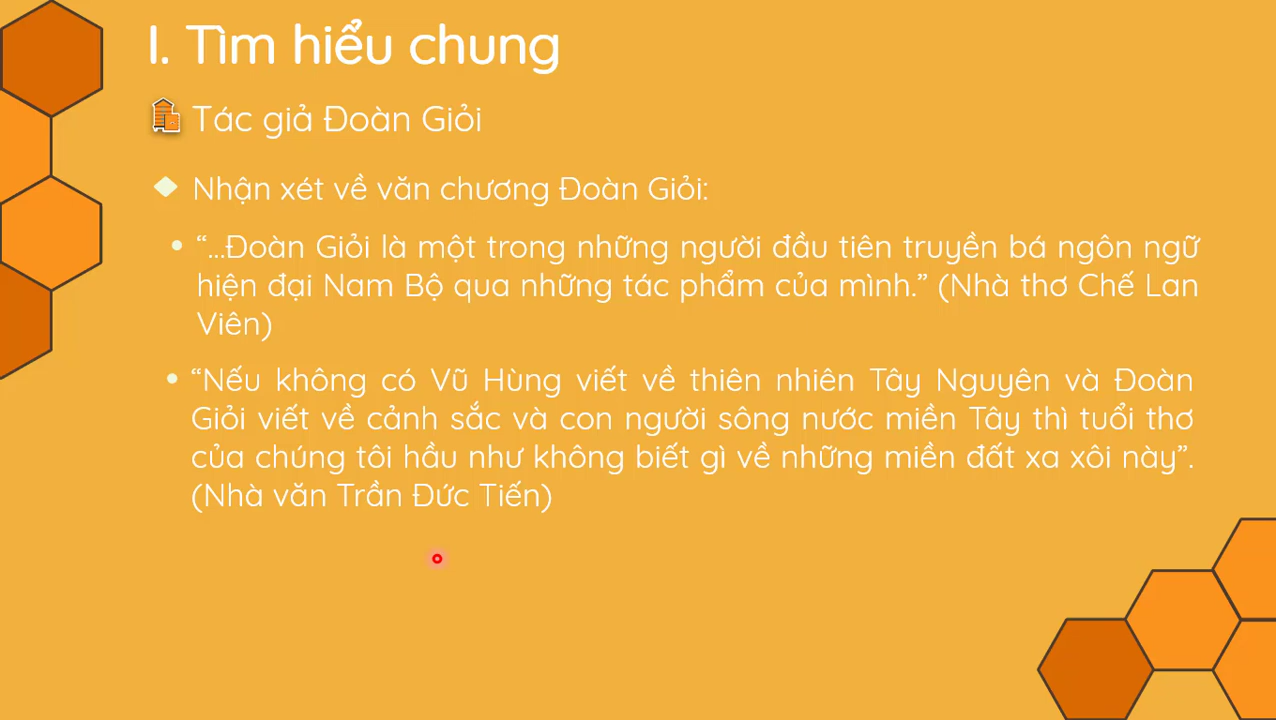 I. Tìm hiểu chung
Tác giả Đoàn Giỏi
Nhận xét về văn chương Đoàn Giỏi:
“...Đoàn Giỏi là một trong những người đầu tiên truyền bá ngôn ngữ
hiện đại Nam Bộ qua những tác phẩm của mình.” (Nhà thơ Chế Lan
Viên)
“Nếu không có Vũ Hùng viết về thiên nhiên Tây Nguyên và Đoàn
Giỏi viết về cảnh sắc và con người sông nước miền Tây thì tuổi thơ
của chúng tôi hầu như không biết gì về những miền đất xa xôi này”.
(Nhà văn Trần Đức Tiến)